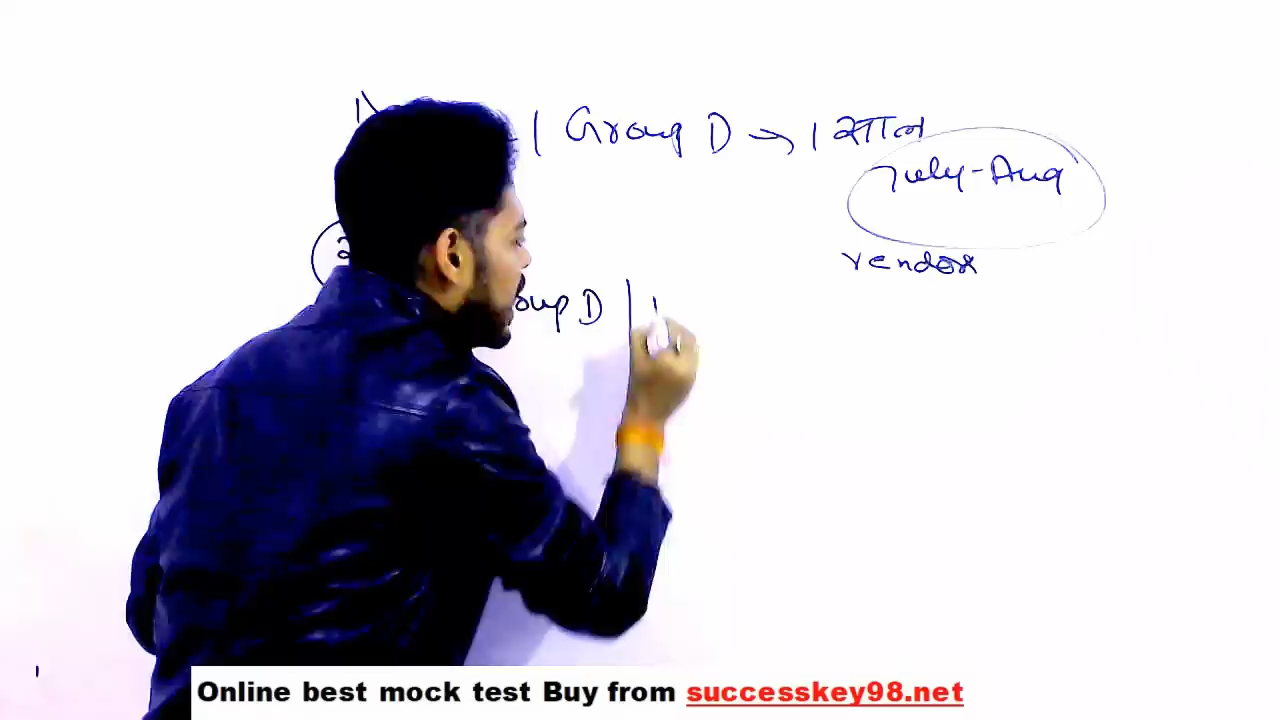 | Group D → 1 साल
July-Aug
vendor
oup D |
Online best mock test Buy from successkey98.net